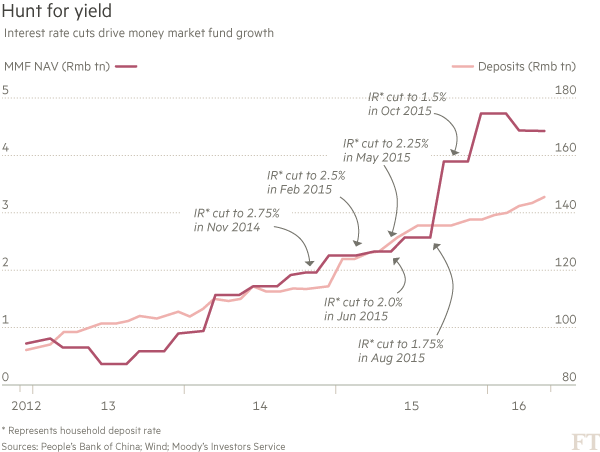 Hunt for yield
Interest rate cuts drive money market fund growth
MMF NAV (Rmb tn)
Deposits (Rmb tn)
5
180
IR* cut to 1.5%
in Oct 2015
4
160
IR* cut to 2.25%
in May 2015
IR* cut to 2.5%
in Feb 2015
3
140
IR* cut to 2.75%
in Nov 2014
2
120
IR* cut to 2.0%
in Jun 2015
1
100
IR* cut to 1.75%
in Aug 2015
0
80
2012
13
14
15
16
* Represents household deposit rate
Sources: People's Bank of China; Wind; Moody's Investors Service
FT